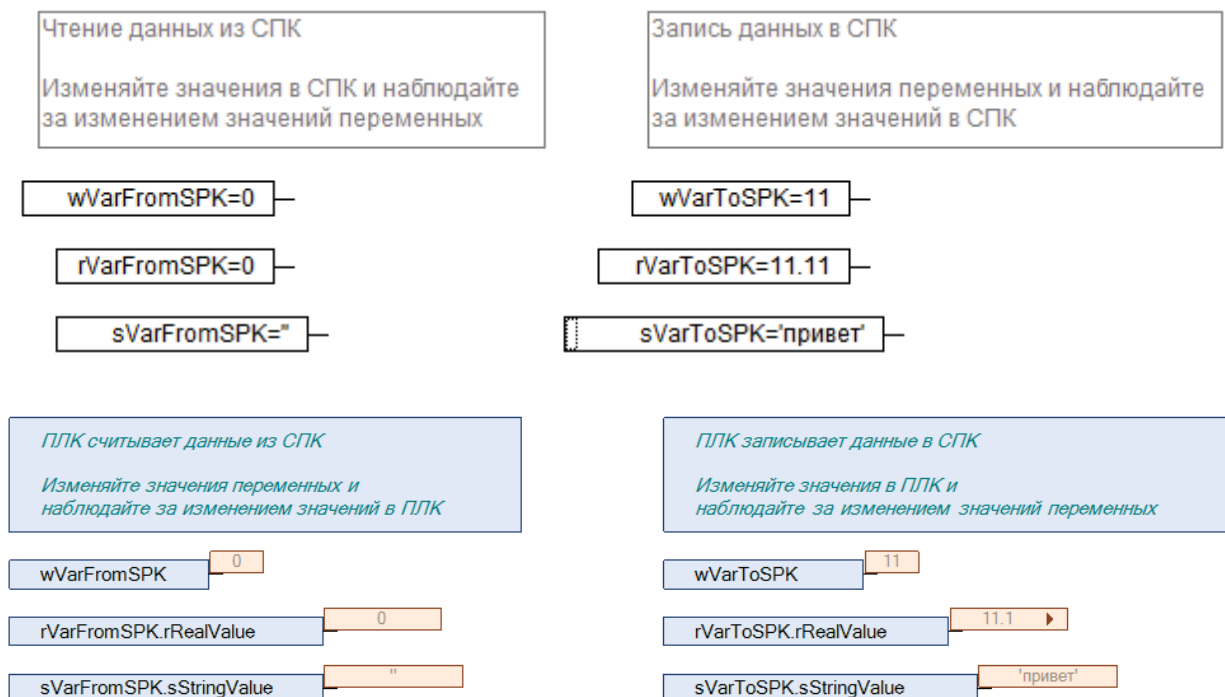 Чтение данных из СПК
Изменяйте значения в СПК и наблюдайте
за изменением значений переменных
Запись данных в СПК
Изменяйте значения переменных и наблюдайте
за изменением значений в СПК
wVarFromSPK=0
wVarToSPK=11
rVarFromSPK=0
rVarToSPK=11.11
sVarFromSPK=''
sVarToSPK='привет'
ПЛК считывает данные из СПК
Изменяйте значения переменных и
наблюдайте за изменением значений в ПЛК
ПЛК записывает данные в СПК
Изменяйте значения в ПЛК и
наблюдайте за изменением значений переменных
wVarFromSPK 0
wVarToSPK 11
rVarFromSPK.rRealValue 0
rVarToSPK.rRealValue 11.1
sVarFromSPK.sStringValue ''
sVarToSPK.sStringValue 'привет'